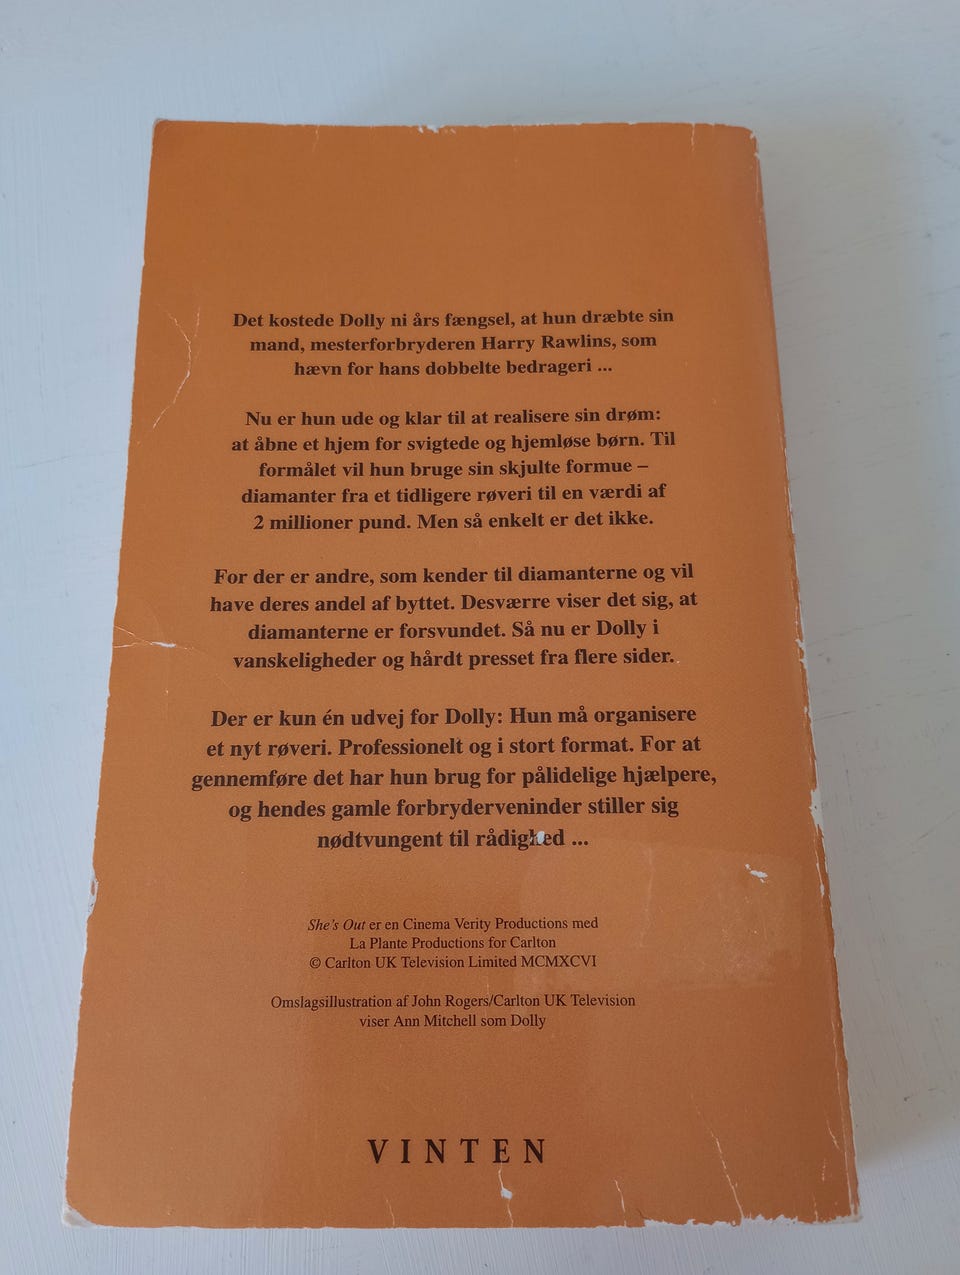 Det kostede Dolly ni års fængsel, at hun dræbte sin
mand, mesterforbryderen Harry Rawlins, som
hævn for hans dobbelte bedrageri ...
Nu er hun ude og klar til at realisere sin drøm:
at åbne et hjem for svigtede og hjemløse børn. Til
formålet vil hun bruge sin skjulte formue –
diamanter fra et tidligere røveri til en værdi af
2 millioner pund. Men så enkelt er det ikke.
For der er andre, som kender til diamanterne og vil
have deres andel af byttet. Desværre viser det sig, at
diamanterne er forsvundet. Så nu er Dolly i
vanskeligheder og hårdt presset fra flere sider.
Der er kun én udvej for Dolly: Hun må organisere
et nyt røveri. Professionelt og i stort format. For at
gennemføre det har hun brug for pålidelige hjælpere,
og hendes gamle forbryderveninder stiller sig
nødtvungent til rådighed ...
She's Out er en Cinema Verity Productions med
La Plante Productions for Carlton
© Carlton UK Television Limited MCMXCVI
Omslagsillustration af John Rogers/Carlton UK Television
viser Ann Mitchell som Dolly
VINTEN